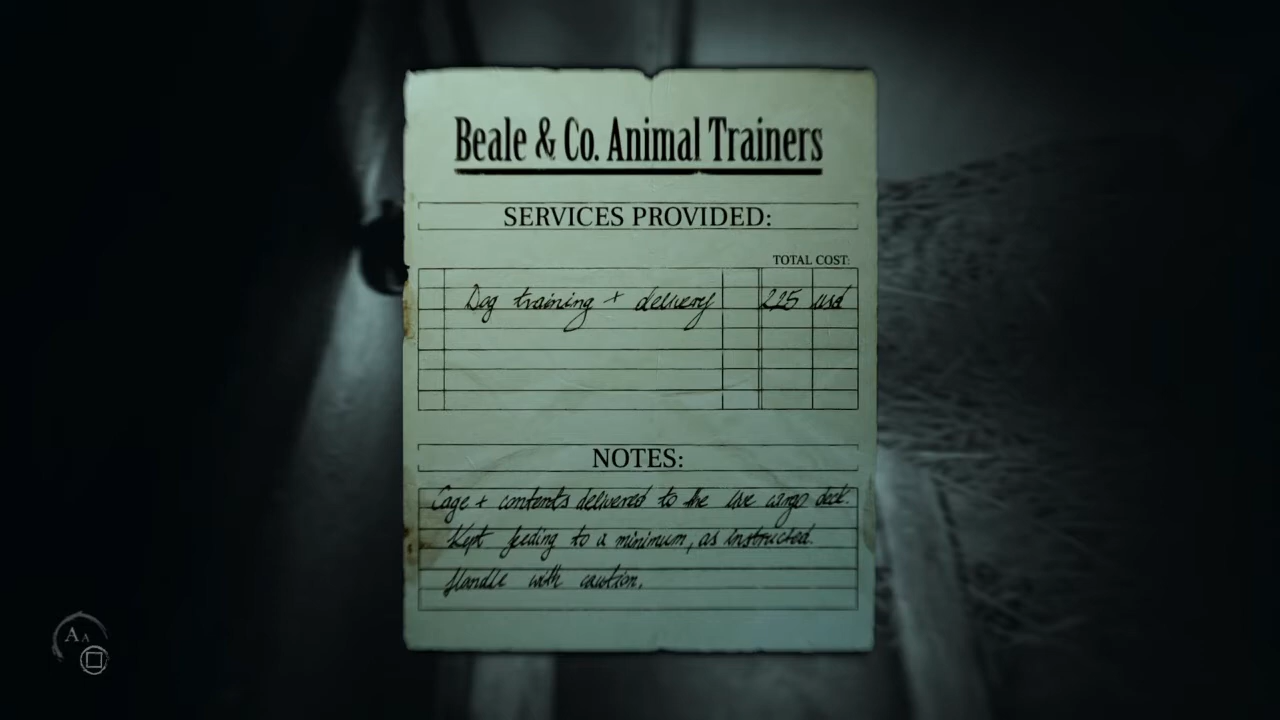 Beale & Co. Animal Trainers
SERVICES PROVIDED:
TOTAL COST:
Dog training + delivery 225 usd
NOTES:
Cage + contents delivered to the live cargo deck.
Kept feeding to a minimum, as instructed.
Handle with caution.
A A